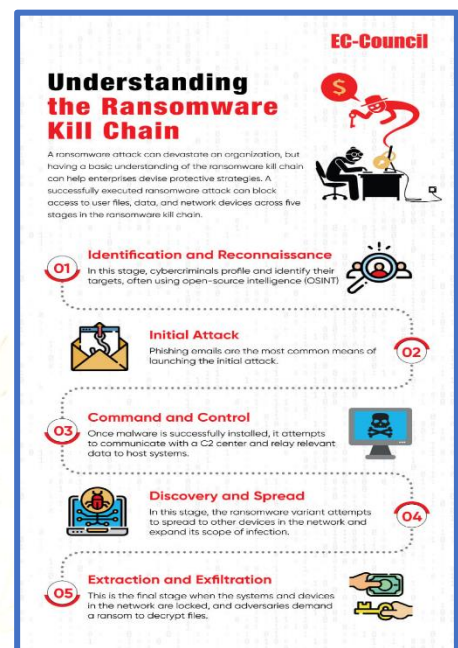 EC-Council
Understanding
the Ransomware
Kill Chain
A ransomware attack can devastate an organization, but
having a basic understanding of the ransomware kill chain
can help enterprises devise protective strategies. A
successfully executed ransomware attack can block
access to user files, data, and network devices across five
stages in the ransomware kill chain.
01
Identification and Reconnaissance
In this stage, cybercriminals profile and identify their
targets, often using open-source intelligence (OSINT)
Initial Attack
Phishing emails are the most common means of
launching the initial attack.
02
Command and Control
03
Once malware is successfully installed, it attempts
to communicate with a C2 center and relay relevant
data to host systems.
Discovery and Spread
In this stage, the ransomware variant attempts
to spread to other devices in the network and
expand its scope of infection.
04
Extraction and Exfiltration
05
This is the final stage when the systems and devices
in the network are locked, and adversaries demand
a ransom to decrypt files.